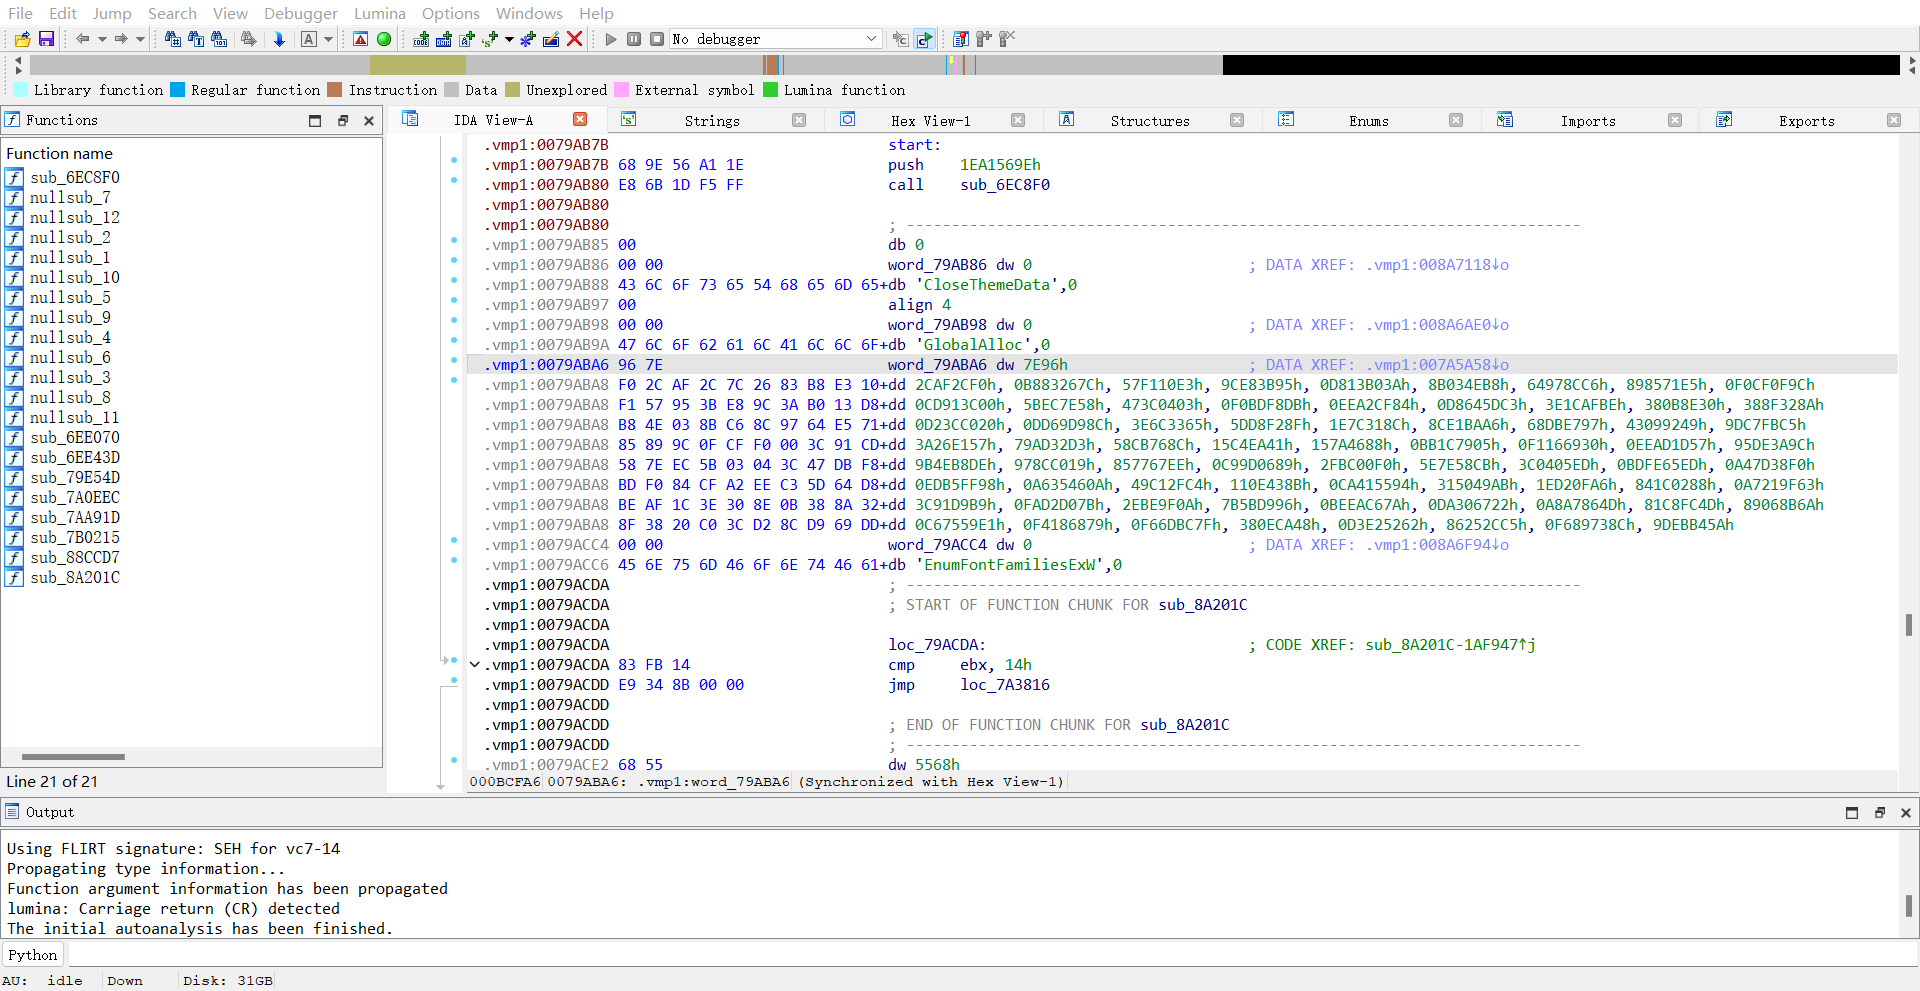 File Edit Jump Search View Debugger Lumina Options Windows Help
No debugger
Library function Regular function Instruction Data Unexplored External symbol Lumina function
Functions
IDA View-A Strings Hex View-1 Structures Enums Imports Exports
Function name
sub_6EC8F0
nullsub_7
nullsub_12
nullsub_2
nullsub_1
nullsub_10
nullsub_5
nullsub_9
nullsub_4
nullsub_6
nullsub_3
nullsub_8
nullsub_11
sub_6EE070
sub_6EE43D
sub_79E54D
sub_7A0EEC
sub_7AA91D
sub_7B0215
sub_88CCD7
sub_8A201C
Line 21 of 21
.vmp1:0079AB7B start:
.vmp1:0079AB7B 68 9E 56 A1 1E push 1EA1569Eh
.vmp1:0079AB80 E8 6B 1D F5 FF call sub_6EC8F0
.vmp1:0079AB80
.vmp1:0079AB80 ; ---------------------------------------------------------------------------
.vmp1:0079AB85 00 db 0
.vmp1:0079AB86 00 00 word_79AB86 dw 0 ; DATA XREF: .vmp1:008A7118↓o
.vmp1:0079AB88 43 6C 6F 73 65 54 68 65 6D 65+db 'CloseThemeData',0
.vmp1:0079AB97 00 align 4
.vmp1:0079AB98 00 00 word_79AB98 dw 0 ; DATA XREF: .vmp1:008A6AE0↓o
.vmp1:0079AB9A 47 6C 6F 62 61 6C 41 6C 6C 6F+db 'GlobalAlloc',0
.vmp1:0079ABA6 96 7E word_79ABA6 dw 7E96h ; DATA XREF: .vmp1:007A5A58↓o
.vmp1:0079ABA8 F0 2C AF 2C 7C 26 83 B8 E3 10+dd 2CAF2CF0h, 0B883267Ch, 57F110E3h, 9CE83B95h, 0D813B03Ah, 8B034EB8h, 64978CC6h, 898571E5h, 0F0CF0F9Ch
.vmp1:0079ABA8 F1 57 95 3B E8 9C 3A B0 13 D8+dd 0CD913C00h, 5BEC7E58h, 473C0403h, 0F0BDF8DBh, 0EEA2CF84h, 0D8645DC3h, 3E1CAFBEh, 380B8E30h, 388F328Ah
.vmp1:0079ABA8 B8 4E 03 8B C6 8C 97 64 E5 71+dd 0D23CC020h, 0DD69D98Ch, 3E6C3365h, 5DD8F28Fh, 1E7C318Ch, 8CE1BAA6h, 68DBE797h, 43099249h, 9DC7FBC5h
.vmp1:0079ABA8 85 89 9C 0F CF F0 00 3C 91 CD+dd 3A26E157h, 79AD32D3h, 58CB768Ch, 15C4EA41h, 157A4688h, 0BB1C7905h, 0F1166930h, 0EEAD1D57h, 95DE3A9Ch
.vmp1:0079ABA8 58 7E EC 5B 03 04 3C 47 DB F8+dd 9B4EB8DEh, 978CC019h, 857767EEh, 0C99D0689h, 2FBC00F0h, 5E7E58CBh, 3C0405EDh, 0BDFE65EDh, 0A47D38F0h
.vmp1:0079ABA8 BD F0 84 CF A2 EE C3 5D 64 D8+dd 0EDB5FF98h, 0A635460Ah, 49C12FC4h, 110E438Bh, 0CA415594h, 315049ABh, 1ED20FA6h, 841C0288h, 0A7219F63h
.vmp1:0079ABA8 BE AF 1C 3E 30 8E 0B 38 8A 32+dd 3C91D9B9h, 0FAD2D07Bh, 2EBE9F0Ah, 7B5BD996h, 0BEEAC67Ah, 0DA306722h, 0A8A7864Dh, 81C8FC4Dh, 89068B6Ah
.vmp1:0079ABA8 8F 38 20 C0 3C D2 8C D9 69 DD+dd 0C67559E1h, 0F4186879h, 0F66DBC7Fh, 380ECA48h, 0D3E25262h, 86252CC5h, 0F689738Ch, 9DEBB45Ah
.vmp1:0079ACC4 00 00 word_79ACC4 dw 0 ; DATA XREF: .vmp1:008A6F94↓o
.vmp1:0079ACC6 45 6E 75 6D 46 6F 6E 74 46 61+db 'EnumFontFamiliesExW',0
.vmp1:0079ACDA ; ---------------------------------------------------------------------------
.vmp1:0079ACDA ; START OF FUNCTION CHUNK FOR sub_8A201C
.vmp1:0079ACDA
.vmp1:0079ACDA loc_79ACDA: ; CODE XREF: sub_8A201C-1AF947↑j
.vmp1:0079ACDA 83 FB 14 cmp ebx, 14h
.vmp1:0079ACDD E9 34 8B 00 00 jmp loc_7A3816
.vmp1:0079ACDD
.vmp1:0079ACDD ; END OF FUNCTION CHUNK FOR sub_8A201C
.vmp1:0079ACDD ; ---------------------------------------------------------------------------
.vmp1:0079ACE2 68 55 dw 5568h
000BCFA6 0079ABA6: .vmp1:word_79ABA6 (Synchronized with Hex View-1)
Output
Using FLIRT signature: SEH for vc7-14
Propagating type information...
Function argument information has been propagated
lumina: Carriage return (CR) detected
The initial autoanalysis has been finished.
Python
AU: idle Down Disk: 31GB